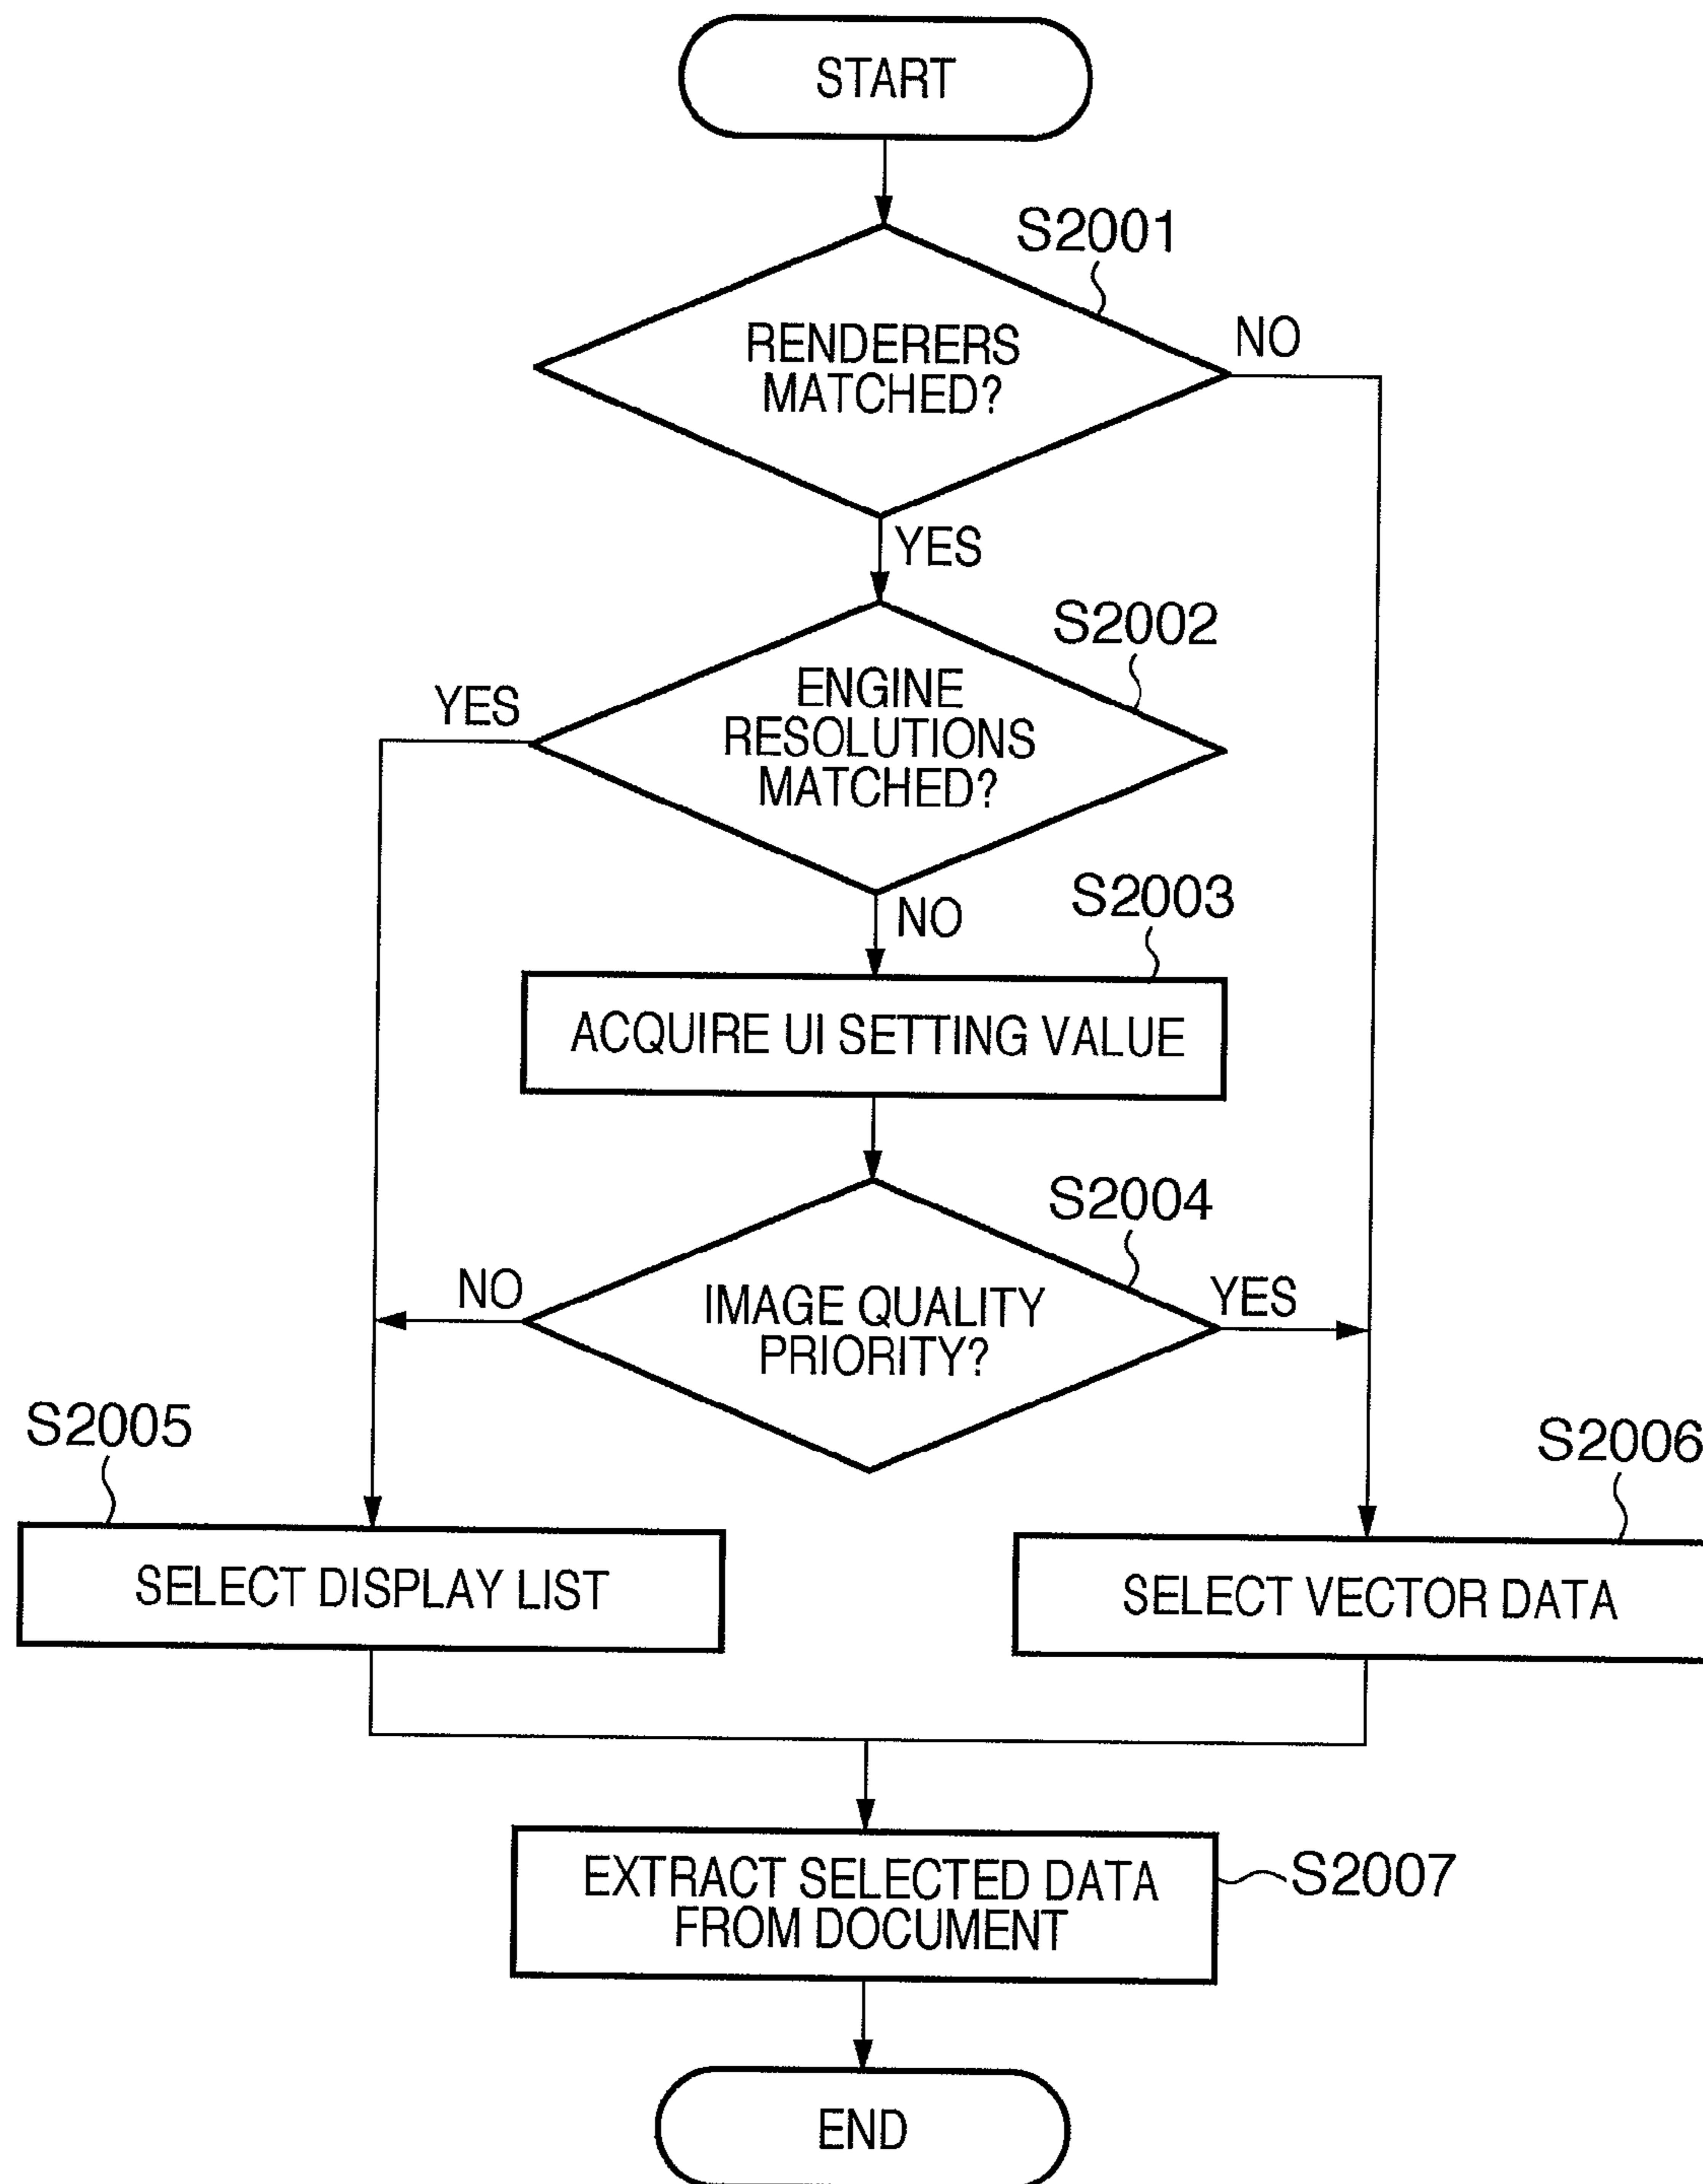 START
S2001
RENDERERS
MATCHED?
NO
YES
S2002
ENGINE
RESOLUTIONS
MATCHED?
YES
NO
S2003
ACQUIRE UI SETTING VALUE
S2004
IMAGE QUALITY
PRIORITY?
NO
YES
S2005
SELECT DISPLAY LIST
S2006
SELECT VECTOR DATA
EXTRACT SELECTED DATA
FROM DOCUMENT
S2007
END